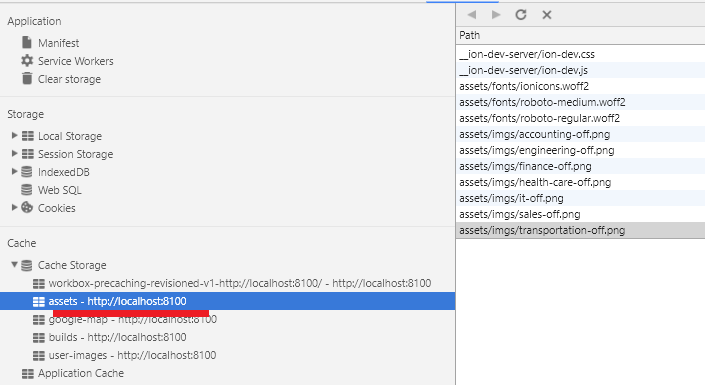 Application
Manifest
Service Workers
Clear storage
Storage
Local Storage
Session Storage
IndexedDB
Web SQL
Cookies
Cache
Cache Storage
workbox-precaching-revisioned-v1-http://localhost:8100/ - http://localhost:8100
assets - http://localhost:8100
google-map - http://localhost:8100
builds - http://localhost:8100
user-images - http://localhost:8100
Application Cache
Path
__ion-dev-server/ion-dev.css
__ion-dev-server/ion-dev.js
assets/fonts/ionicons.woff2
assets/fonts/roboto-medium.woff2
assets/fonts/roboto-regular.woff2
assets/imgs/accounting-off.png
assets/imgs/engineering-off.png
assets/imgs/finance-off.png
assets/imgs/health-care-off.png
assets/imgs/it-off.png
assets/imgs/sales-off.png
assets/imgs/transportation-off.png